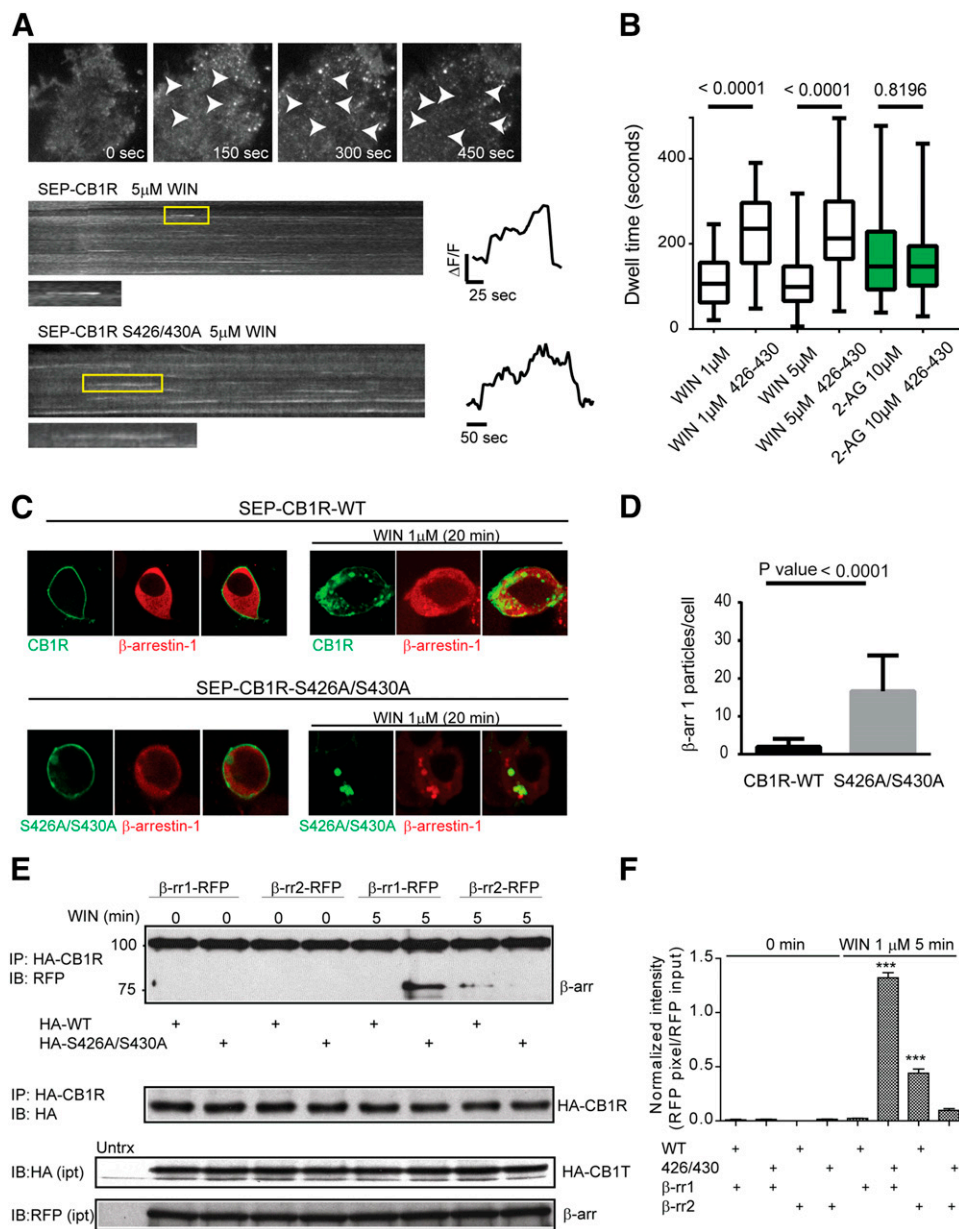 A
0 sec
150 sec
300 sec
450 sec
SEP-CB1R 5μM WIN
ΔF/F
25 sec
SEP-CB1R S426/430A 5μM WIN
50 sec
B
< 0.0001
< 0.0001
0.8196
Dwell time (seconds)
400
200
0
WIN 1μM
WIN 1μM 426-430
WIN 5μM
WIN 5μM 426-430
2-AG 10μM
2-AG 10μM 426-430
C
SEP-CB1R-WT
WIN 1μM (20 min)
CB1R
β-arrestin-1
CB1R
β-arrestin-1
SEP-CB1R-S426A/S430A
WIN 1μM (20 min)
S426A/S430A
β-arrestin-1
S426A/S430A
β-arrestin-1
D
P value < 0.0001
β-arr 1 particles/cell
40
30
20
10
0
CB1R-WT
S426A/S430A
E
β-rr1-RFP
β-rr2-RFP
β-rr1-RFP
β-rr2-RFP
WIN (min)
0 0 0 0 5 5 5 5
100
IP: HA-CB1R
IB: RFP
75
β-arr
HA-WT + + + +
HA-S426A/S430A + + + +
IP: HA-CB1R
IB: HA
HA-CB1R
Untrx
IB:HA (ipt)
HA-CB1T
IB:RFP (ipt)
β-arr
F
0 min
WIN 1 μM 5 min
Normalized intensity
(RFP pixel/RFP input)
1.5
1.0
0.5
0.0
***
***
WT + + + +
426/430 + + + +
β-rr1 + + + +
β-rr2 + + + +